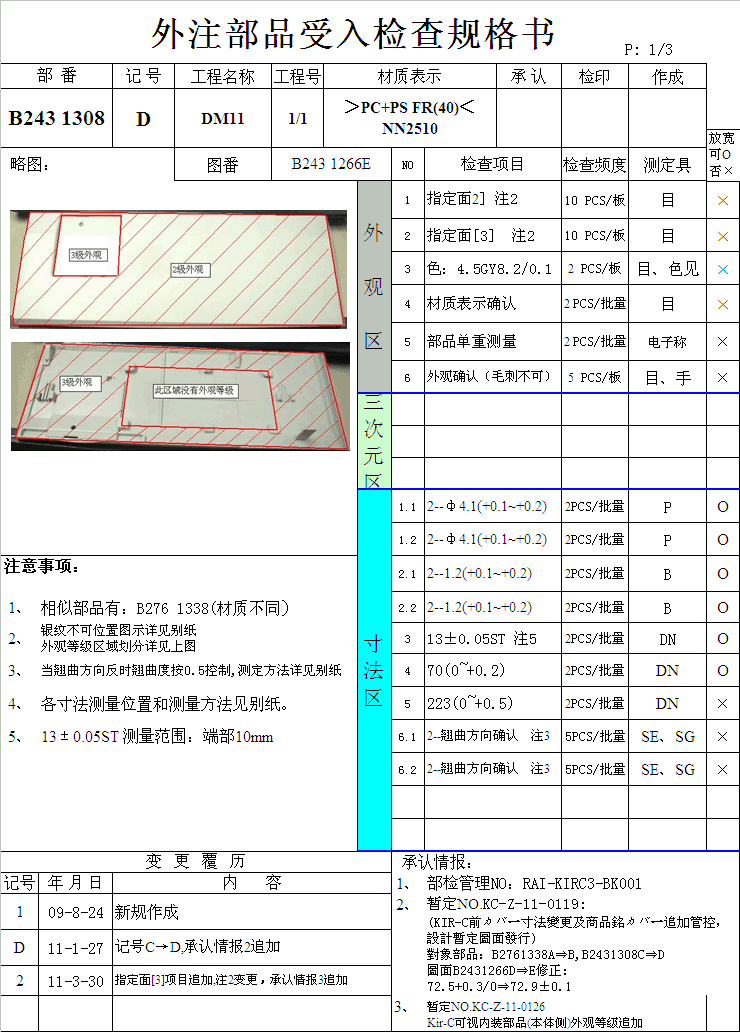 外注部品受入检查规格书
P: 1/3
部 番 记 号 工程名称 工程号 材质表示 承 认 检印 作成
B243 1308 D DM11 1/1 ＞PC+PS FR(40)＜
NN2510
放宽
可O
否×
略图: 图番 B243 1266E NO 检查项目 检查频度 测定具
外观区
1 指定面2] 注2 10 PCS/板 目 ×
2 指定面[3] 注2 10 PCS/板 目 ×
3 色: 4.5GY8.2/0.1 2 PCS/板 目、色见 ×
4 材质表示确认 2PCS/批量 目 ×
5 部品单重测量 2PCS/批量 电子称 ×
6 外观确认（毛刺不可） 5 PCS/板 目、手 ×
3级外观
2级外观
3级外观
此区域没有外观等级
三次元区
寸法区
1.1 2--φ4.1(+0.1~+0.2) 2PCS/批量 P O
1.2 2--φ4.1(+0.1~+0.2) 2PCS/批量 P O
2.1 2--1.2(+0.1~+0.2) 2PCS/批量 B O
2.2 2--1.2(+0.1~+0.2) 2PCS/批量 B O
3 13±0.05ST 注5 2PCS/批量 DN O
4 70(0~+0.2) 2PCS/批量 DN O
5 223(0~+0.5) 2PCS/批量 DN ×
6.1 2--翘曲方向确认 注3 5PCS/批量 SE、SG ×
6.2 2--翘曲方向确认 注3 5PCS/批量 SE、SG ×
注意事项：
1、 相似部品有: B276 1338(材质不同)
2、 银纹不可位置图示详见别纸
外观等级区域划分详见上图
3、 当翘曲方向反时翘曲度按0.5控制,测定方法详见别纸
4、 各寸法测量位置和测量方法见别纸。
5、 13±0.05ST 测量范围: 端部10mm
变 更 履 历
记号 年 月 日 内 容
1 09-8-24 新规作成
D 11-1-27 记号C→D,承认情报2追加
2 11-3-30 指定面[3]项目追加,注2变更，承认情报3追加
承认情报:
1、 部检管理NO: RAI-KIRC3-BK001
2、 暫定NO.KC-Z-11-0119:
(KIR-C前カバー寸法變更及商品銘カバー追加管控,
設計暫定圖面發行)
對象部品: B2761338A⇒B,B2431308C⇒D
圖面B2431266D⇒E修正:
72.5+0.3/0⇒72.9±0.1
3、 暫定NO.KC-Z-11-0126
Kir-C可视内装部品(本体侧)外观等级追加